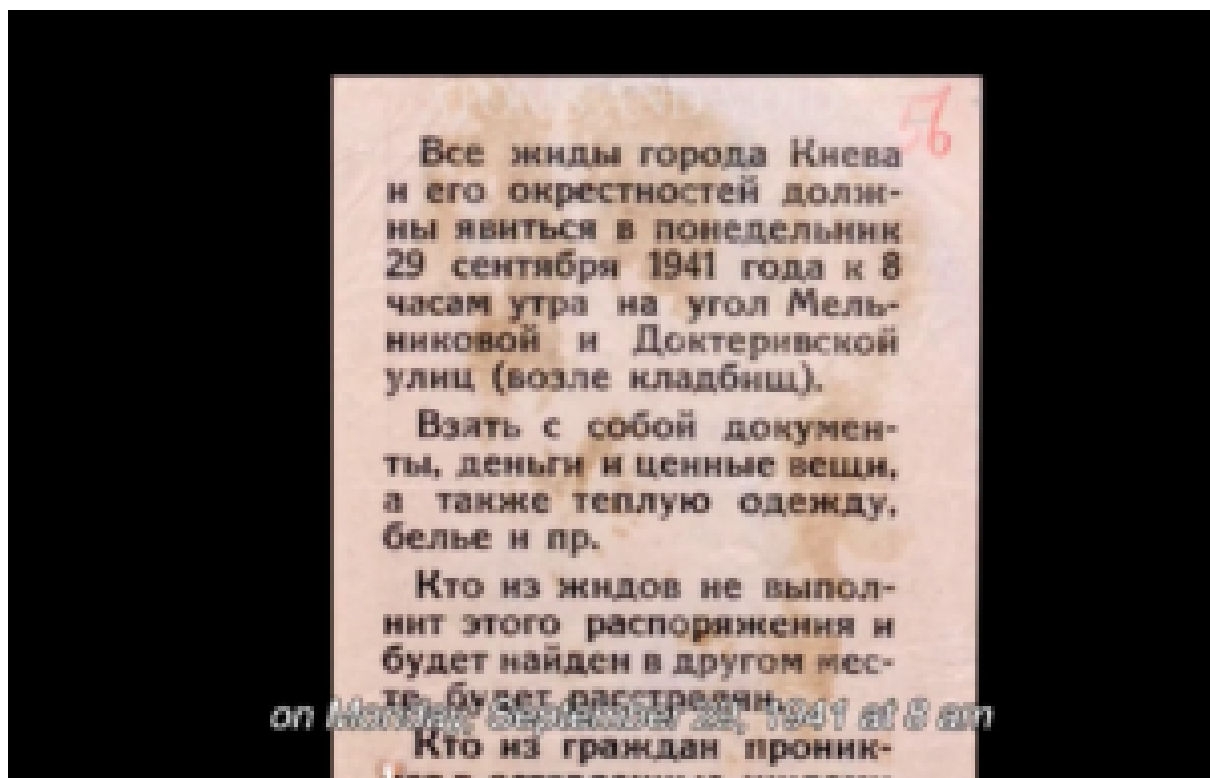 56
Все жиды города Киева
и его окрестностей долж-
ны явиться в понедельник
29 сентября 1941 года к 8
часам утра на угол Мель-
никовой и Доктеривской
улиц (возле кладбищ).
Взять с собой докумен-
ты, деньги и ценные вещи,
а также теплую одежду,
белье и пр.
Кто из жидов не выпол-
нит этого распоряжения и
будет найден в другом мес-
те, будет расстрелян.
on Monday, September 29, 1941 at 8 am
Кто из граждан проник-